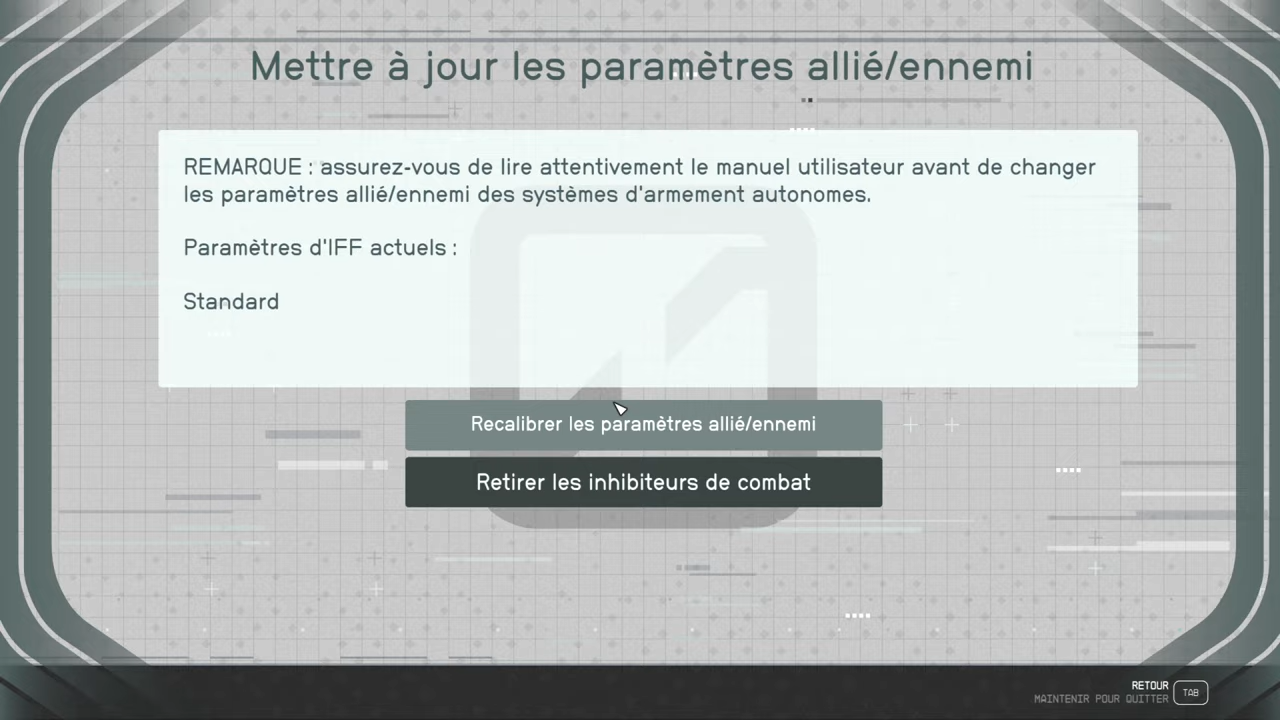 Mettre à jour les paramètres allié/ennemi
REMARQUE : assurez-vous de lire attentivement le manuel utilisateur avant de changer
les paramètres allié/ennemi des systèmes d'armement autonomes.
Paramètres d'IFF actuels :
Standard
Recalibrer les paramètres allié/ennemi
Retirer les inhibiteurs de combat
RETOUR
MAINTENIR POUR QUITTER
TAB